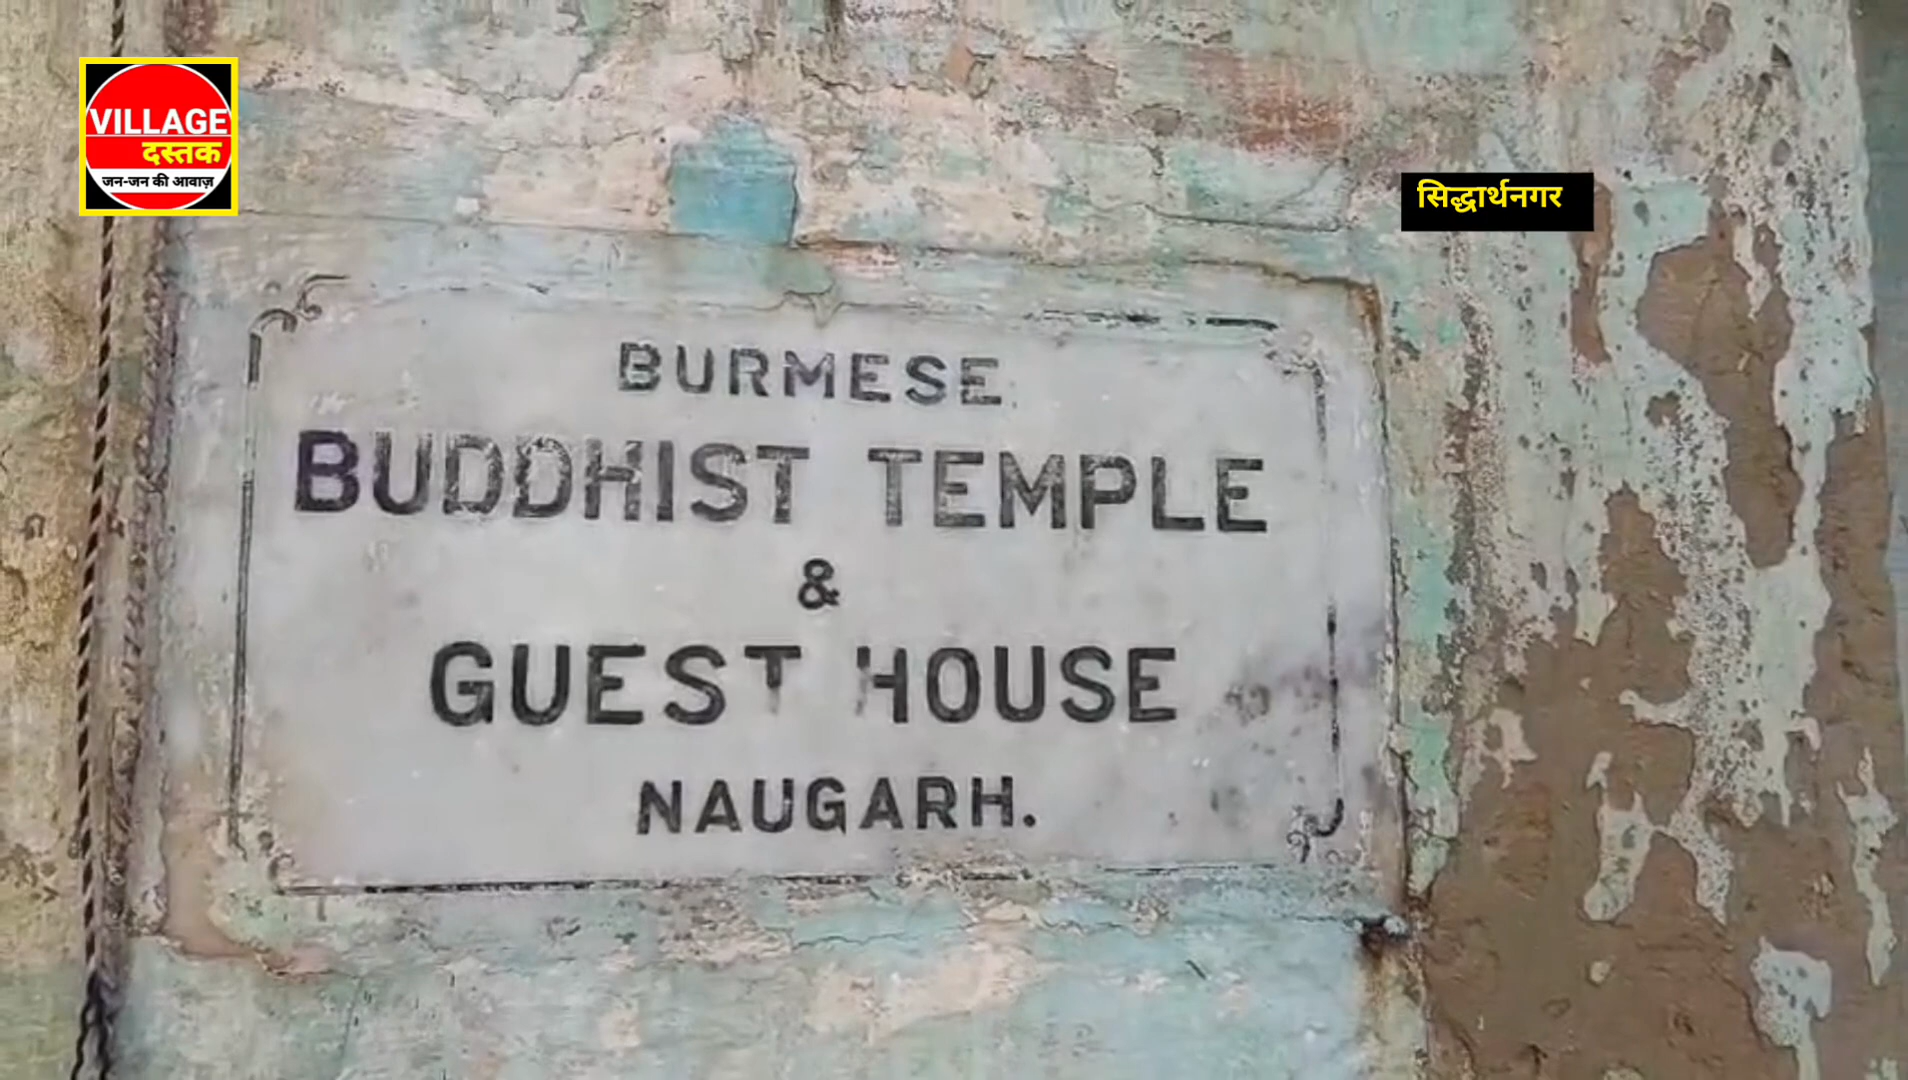 VILLAGE
दस्तक
जन-जन की आवाज़
सिद्धार्थनगर
BURMESE
BUDDHIST TEMPLE
&
GUEST HOUSE
NAUGARH.